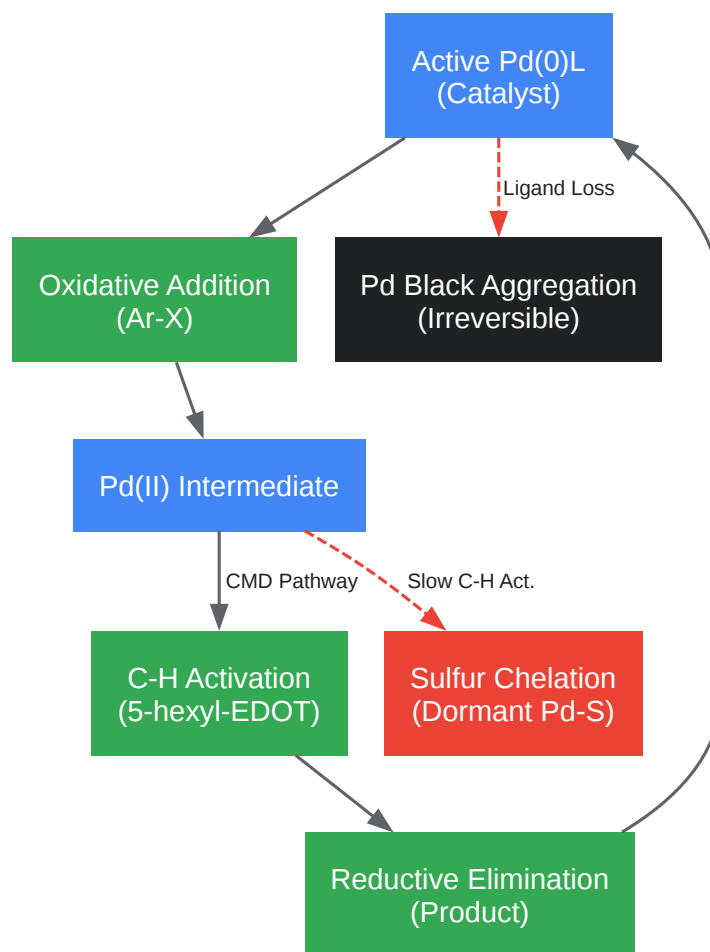 Active Pd(0)L
(Catalyst)
Ligand Loss
Oxidative Addition
(Ar-X)
Pd Black Aggregation
(Irreversible)
Pd(II) Intermediate
CMD Pathway
Slow C-H Act.
C-H Activation
(5-hexyl-EDOT)
Sulfur Chelation
(Dormant Pd-S)
Reductive Elimination
(Product)